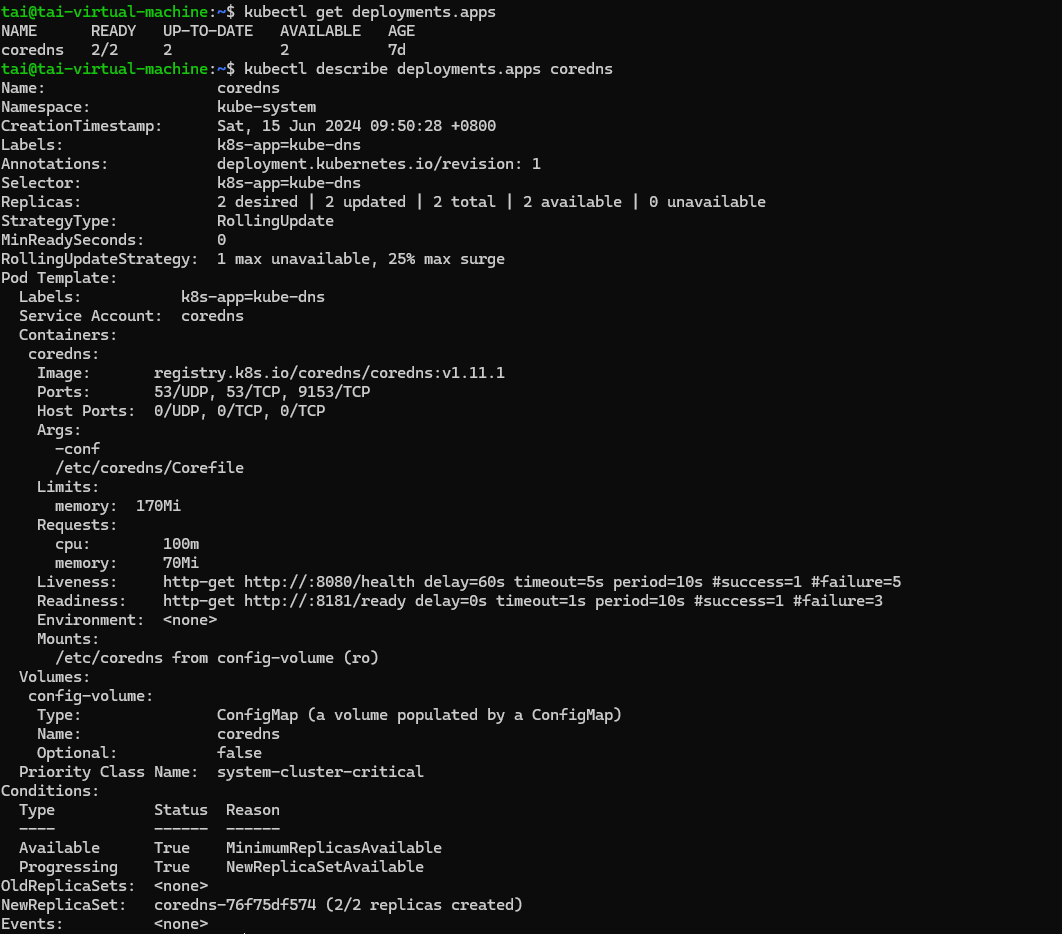 tai@tai-virtual-machine:~$ kubectl get deployments.apps
NAME      READY   UP-TO-DATE   AVAILABLE   AGE
coredns   2/2     2            2           7d
tai@tai-virtual-machine:~$ kubectl describe deployments.apps coredns
Name:                   coredns
Namespace:              kube-system
CreationTimestamp:      Sat, 15 Jun 2024 09:50:28 +0800
Labels:                 k8s-app=kube-dns
Annotations:            deployment.kubernetes.io/revision: 1
Selector:               k8s-app=kube-dns
Replicas:               2 desired | 2 updated | 2 total | 2 available | 0 unavailable
StrategyType:           RollingUpdate
MinReadySeconds:        0
RollingUpdateStrategy:  1 max unavailable, 25% max surge
Pod Template:
  Labels:           k8s-app=kube-dns
  Service Account:  coredns
  Containers:
   coredns:
    Image:       registry.k8s.io/coredns/coredns:v1.11.1
    Ports:       53/UDP, 53/TCP, 9153/TCP
    Host Ports:  0/UDP, 0/TCP, 0/TCP
    Args:
      -conf
      /etc/coredns/Corefile
    Limits:
      memory:  170Mi
    Requests:
      cpu:        100m
      memory:     70Mi
    Liveness:     http-get http://:8080/health delay=60s timeout=5s period=10s #success=1 #failure=5
    Readiness:    http-get http://:8181/ready delay=0s timeout=1s period=10s #success=1 #failure=3
    Environment:  <none>
    Mounts:
      /etc/coredns from config-volume (ro)
  Volumes:
   config-volume:
    Type:               ConfigMap (a volume populated by a ConfigMap)
    Name:               coredns
    Optional:           false
  Priority Class Name:  system-cluster-critical
Conditions:
  Type           Status  Reason
  ----           ------  ------
  Available      True    MinimumReplicasAvailable
  Progressing    True    NewReplicaSetAvailable
OldReplicaSets:  <none>
NewReplicaSet:   coredns-76f75df574 (2/2 replicas created)
Events:          <none>